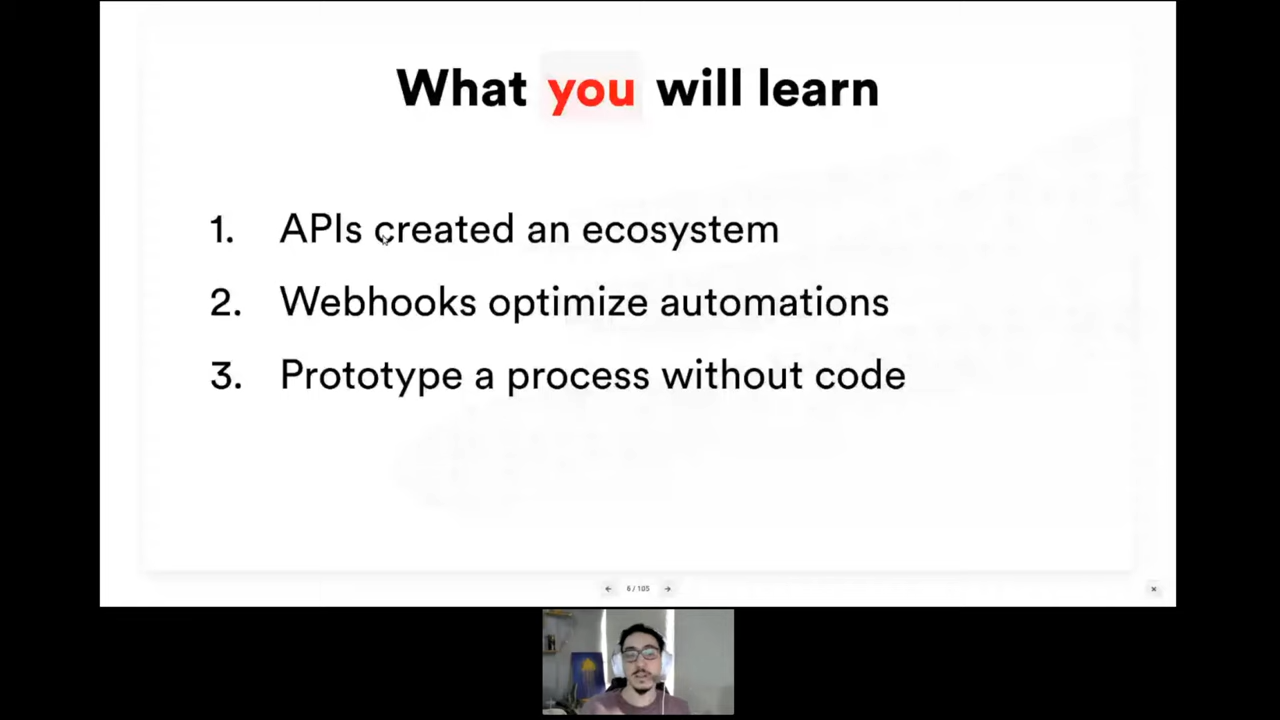 What you will learn
1. APIs created an ecosystem
2. Webhooks optimize automations
3. Prototype a process without code
6 / 105